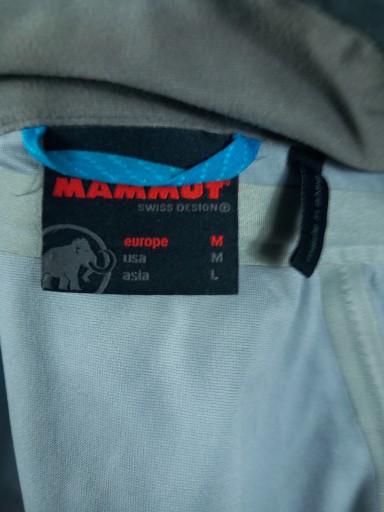 MAMMUT
SWISS DESIGN
europe M
usa M
asia L